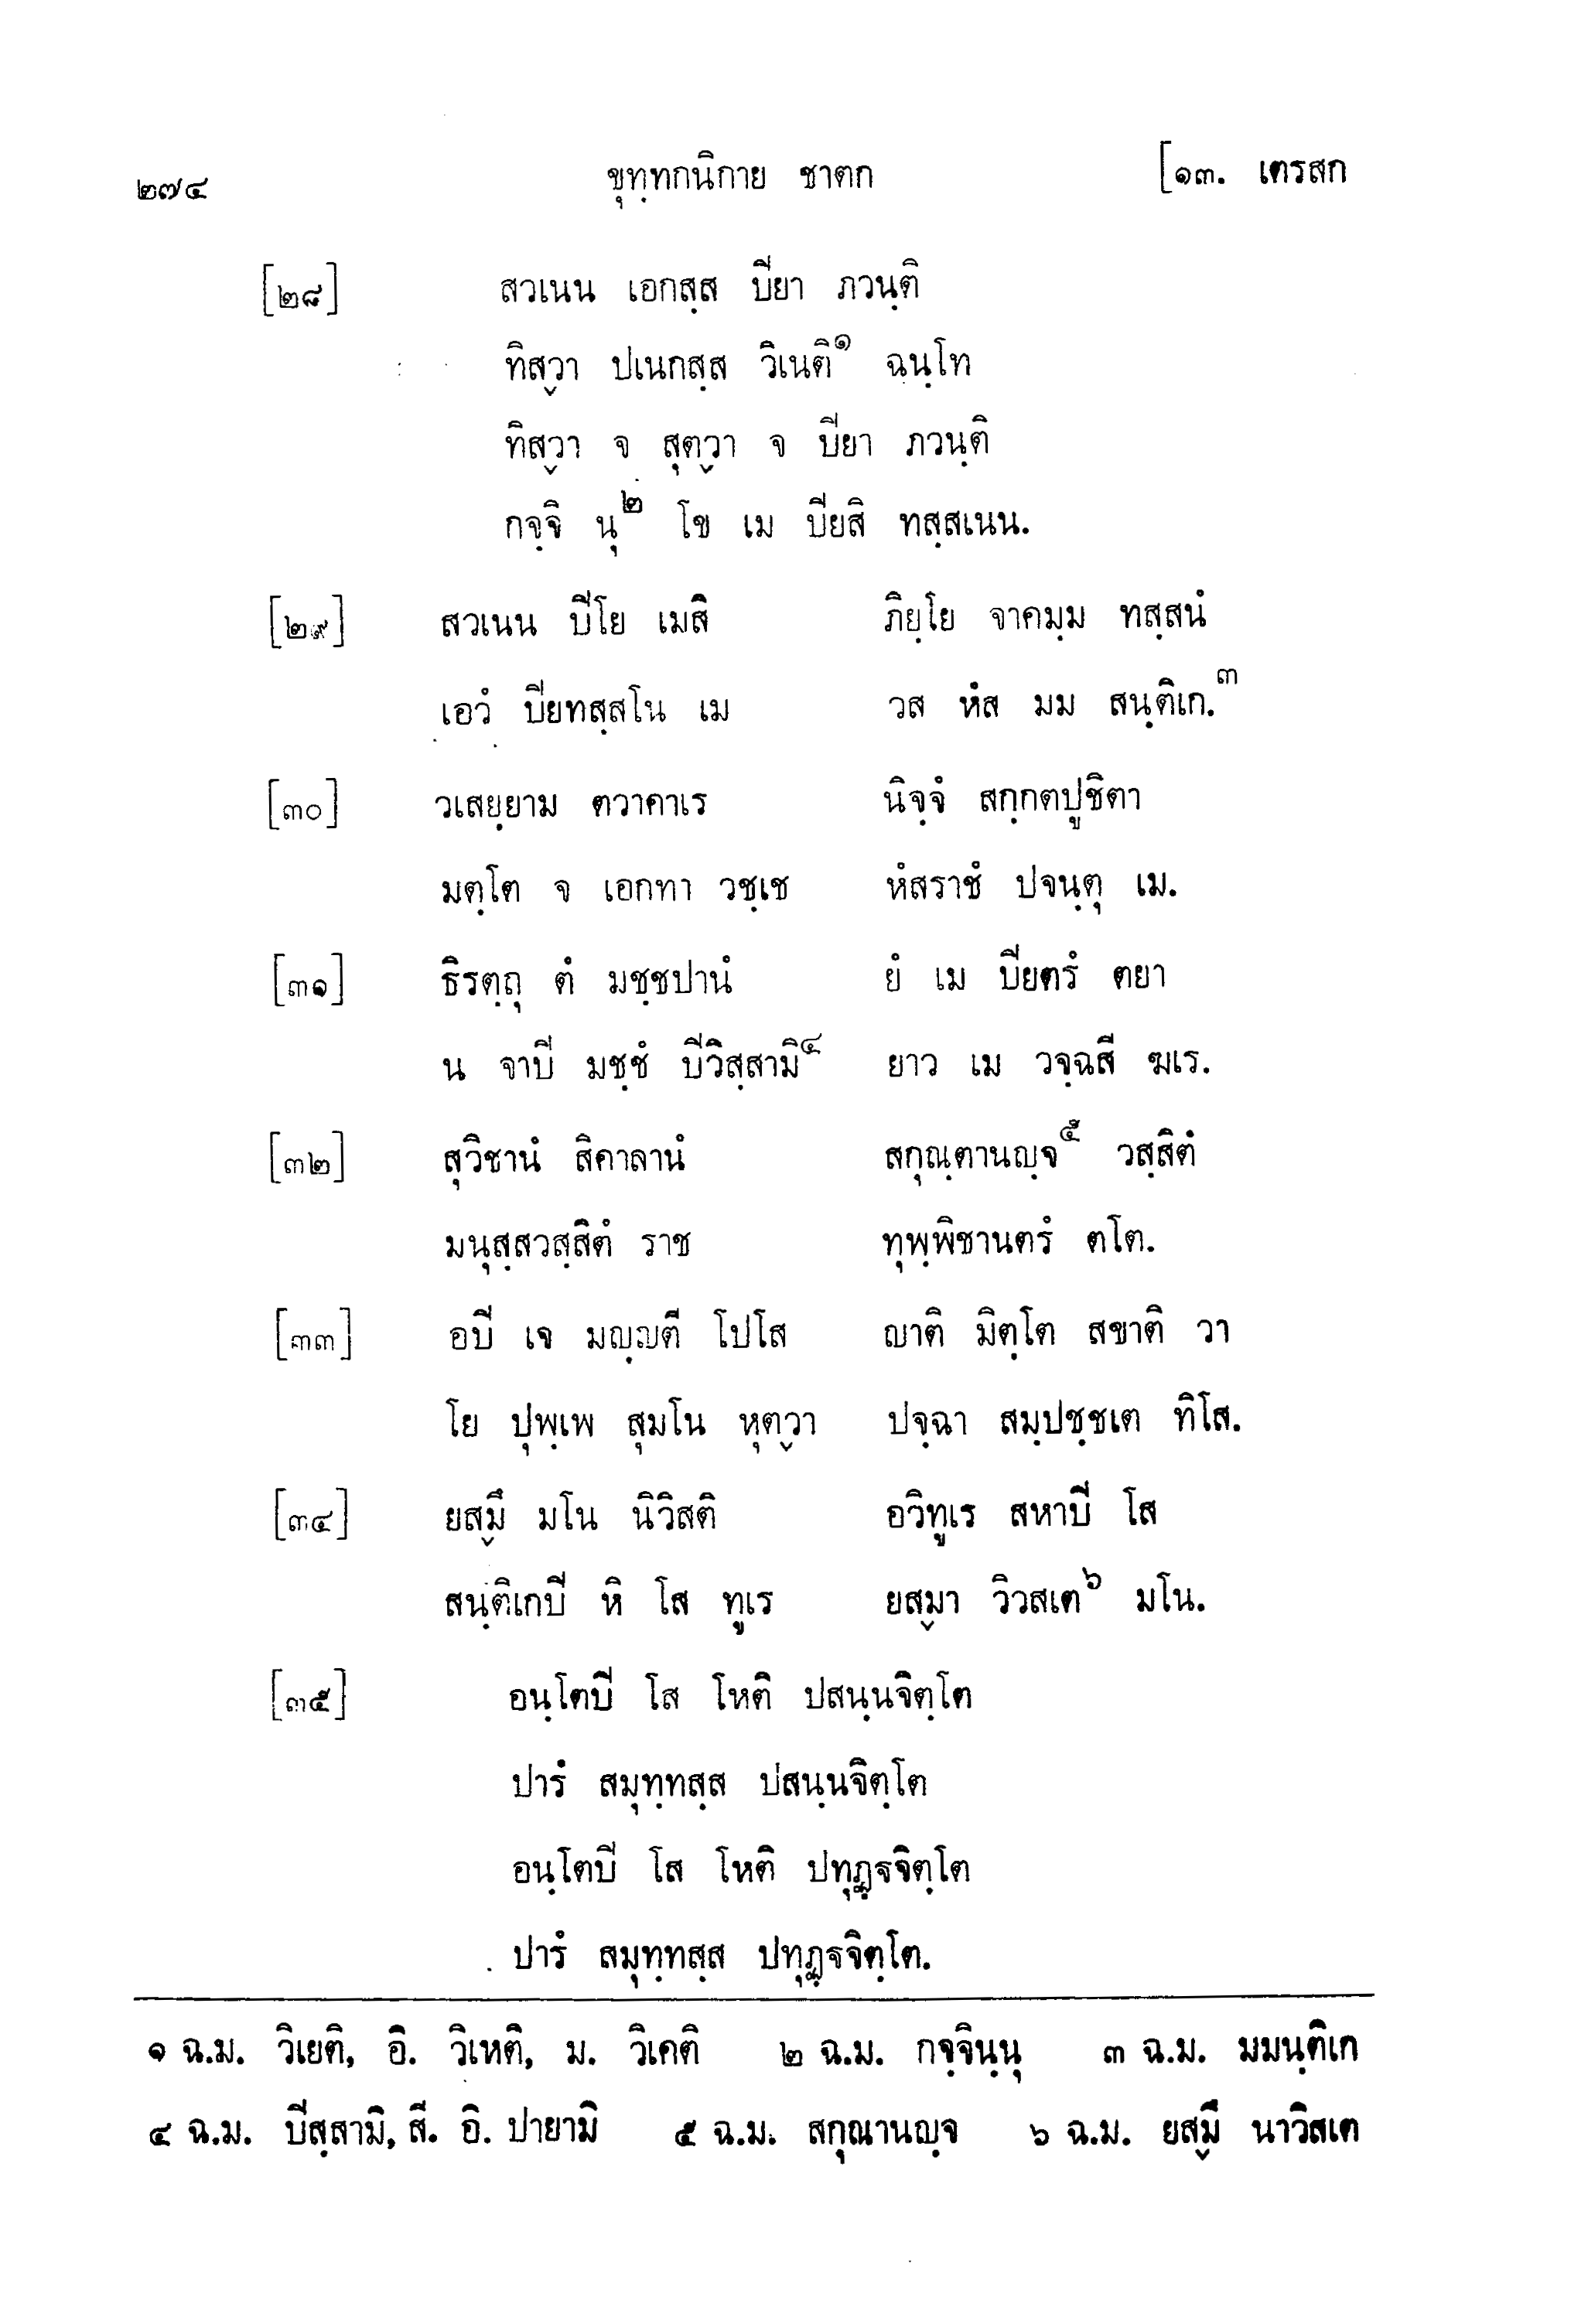 ๒๗๔ ขุทฺทกนิกาย ชาตก [๑๓. เตรสก
[๒๘] สวเนน เอกสฺส ปิยา ภวนฺติ
ทิสฺวา ปเนกสฺส วิเนติ๑ ฉนฺโท
ทิสฺวา จ สุตฺวา จ ปิยา ภวนฺติ
กจฺจิ นุ๒ โข เม ปิยสิ ทสฺสเนน.
[๒๙] สวเนน ปิโย เมสิ ภิยฺโย จาคมฺม ทสฺสนํ
เอวํ ปิยทสฺสโน เม วส หํส มม สนฺติเก.๓
[๓๐] วเสยฺยาม ตวาคาเร นิจฺจํ สกฺกตปูชิตา
มตฺโต จ เอกทา วชฺเช หํสราชํ ปจนฺตุ เม.
[๓๑] ธิรตฺถุ ตํ มชฺชปานํ ยํ เม ปิยตรํ ตยา
น จาปิ มชฺชํ ปิวิสฺสามิ๔ ยาว เม วจฺฉสี ฆเร.
[๓๒] สุวิชานํ สิคาลานํ สกุณฺตานญฺจ๕ วสฺสิตํ
มนุสฺสวสฺสิตํ ราช ทุพฺพิชานตรํ ตโต.
[๓๓] อปิ เจ มญฺญตี โปโส ญาติ มิตฺโต สขาติ วา
โย ปุพฺเพ สุมโน หุตฺวา ปจฺฉา สมฺปชฺชเต ทิโส.
[๓๔] ยสฺมึ มโน นิวิสติ อวิทูเร สหาปิ โส
สนฺติเกปิ หิ โส ทูเร ยสฺมา วิวสเต๖ มโน.
[๓๕] อนฺโตปิ โส โหติ ปสนฺนจิตฺโต
ปารํ สมุทฺทสฺส ปสนฺนจิตฺโต
อนฺโตปิ โส โหติ ปทุฏฺฐจิตฺโต
ปารํ สมุทฺทสฺส ปทุฏฺฐจิตฺโต.
๑ ฉ.ม. วิเยติ, อิ. วิเหติ, ม. วิเคติ ๒ ฉ.ม. กจฺจินฺนุ ๓ ฉ.ม. มมนฺติเก
๔ ฉ.ม. ปิสฺสามิ, สี. อิ. ปายามิ ๕ ฉ.ม. สกุณานญฺจ ๖ ฉ.ม. ยสฺมึ นาวิสเต